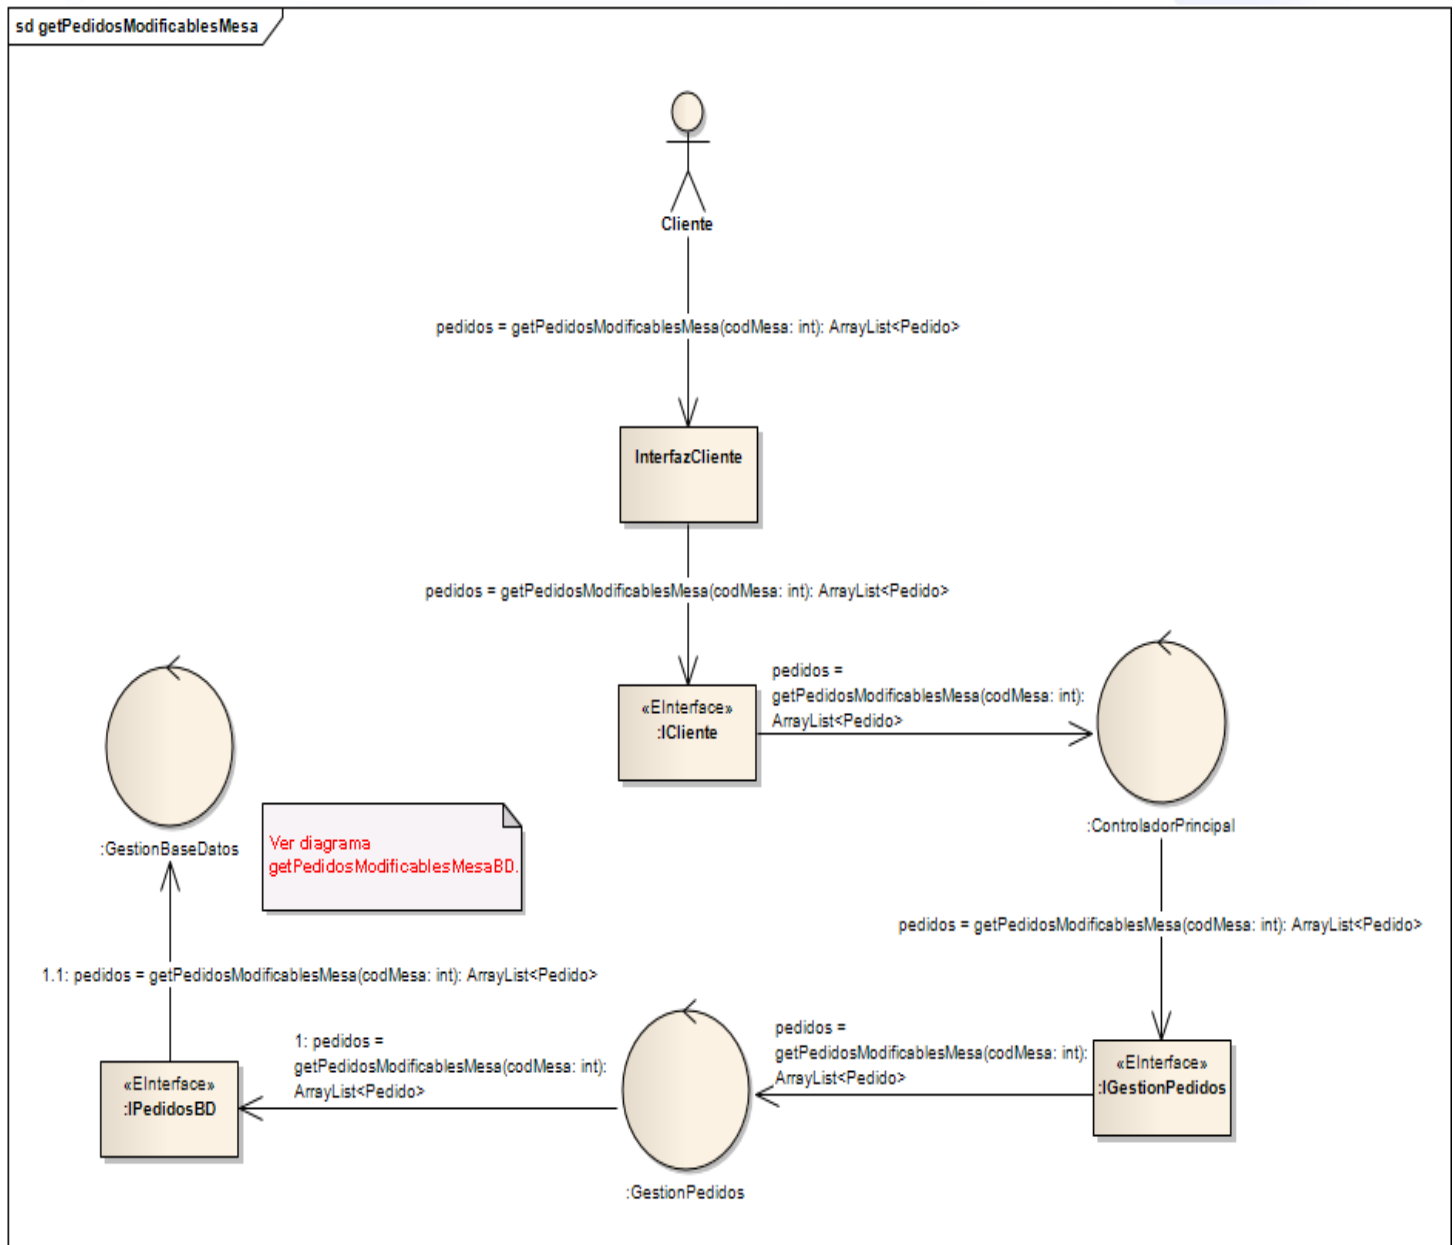 sd getPedidosModificablesMesa
Cliente
pedidos = getPedidosModificablesMesa(codMesa: int): ArrayList<Pedido>
InterfazCliente
pedidos = getPedidosModificablesMesa(codMesa: int): ArrayList<Pedido>
«EInterface»
:ICliente
pedidos =
getPedidosModificablesMesa(codMesa: int):
ArrayList<Pedido>
:ControladorPrincipal
pedidos = getPedidosModificablesMesa(codMesa: int): ArrayList<Pedido>
«EInterface»
:IGestionPedidos
pedidos =
getPedidosModificablesMesa(codMesa: int):
ArrayList<Pedido>
:GestionPedidos
1: pedidos =
getPedidosModificablesMesa(codMesa: int):
ArrayList<Pedido>
«EInterface»
:IPedidosBD
1.1: pedidos = getPedidosModificablesMesa(codMesa: int): ArrayList<Pedido>
:GestionBaseDatos
Ver diagrama
getPedidosModificablesMesaBD.